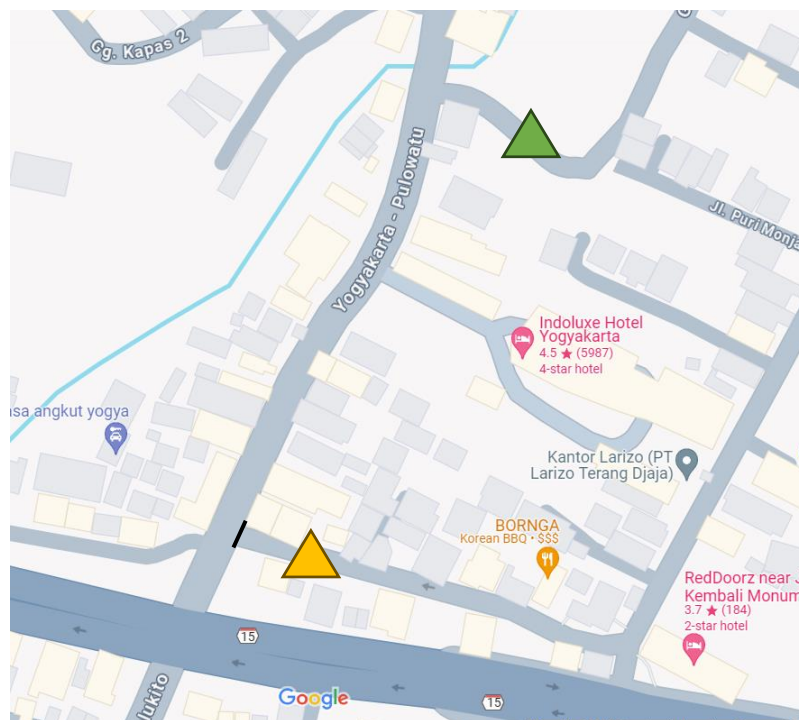 Gg. Kapas 2
Yogyakarta - Pulowatu
Jl. Puri Monja
Indoluxe Hotel
Yogyakarta
4.5 ★ (5987)
4-star hotel
asa angkut yogya
Kantor Larizo (PT
Larizo Terang Djaja)
BORNGA
Korean BBQ • $$$
RedDoorz near J
Kembali Monum
3.7 ★ (184)
2-star hotel
15
Google
15
lukito